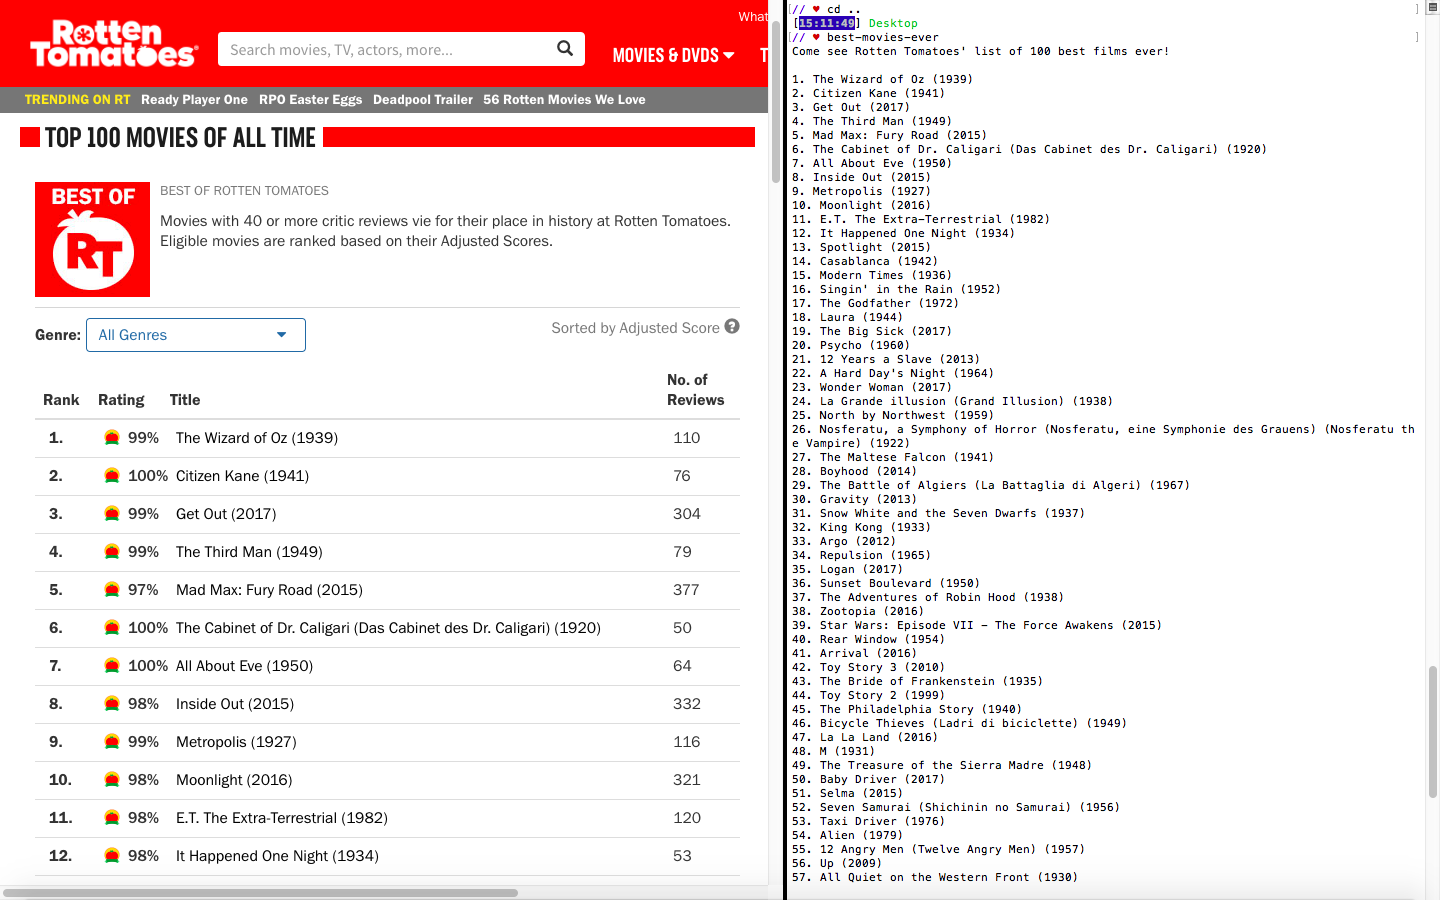 Rotten
Tomatoes
What
Search movies, TV, actors, more...
MOVIES & DVDS
T
TRENDING ON RT Ready Player One RPO Easter Eggs Deadpool Trailer 56 Rotten Movies We Love
TOP 100 MOVIES OF ALL TIME
BEST OF
RT
BEST OF ROTTEN TOMATOES
Movies with 40 or more critic reviews vie for their place in history at Rotten Tomatoes.
Eligible movies are ranked based on their Adjusted Scores.
Genre: All Genres
Sorted by Adjusted Score ?
Rank Rating Title No. of Reviews
1. 99% The Wizard of Oz (1939) 110
2. 100% Citizen Kane (1941) 76
3. 99% Get Out (2017) 304
4. 99% The Third Man (1949) 79
5. 97% Mad Max: Fury Road (2015) 377
6. 100% The Cabinet of Dr. Caligari (Das Cabinet des Dr. Caligari) (1920) 50
7. 100% All About Eve (1950) 64
8. 98% Inside Out (2015) 332
9. 99% Metropolis (1927) 116
10. 98% Moonlight (2016) 321
11. 98% E.T. The Extra-Terrestrial (1982) 120
12. 98% It Happened One Night (1934) 53
[// ♥ cd .. ]
[15:11:49] Desktop
[// ♥ best-movies-ever ]
Come see Rotten Tomatoes' list of 100 best films ever!
1. The Wizard of Oz (1939)
2. Citizen Kane (1941)
3. Get Out (2017)
4. The Third Man (1949)
5. Mad Max: Fury Road (2015)
6. The Cabinet of Dr. Caligari (Das Cabinet des Dr. Caligari) (1920)
7. All About Eve (1950)
8. Inside Out (2015)
9. Metropolis (1927)
10. Moonlight (2016)
11. E.T. The Extra-Terrestrial (1982)
12. It Happened One Night (1934)
13. Spotlight (2015)
14. Casablanca (1942)
15. Modern Times (1936)
16. Singin' in the Rain (1952)
17. The Godfather (1972)
18. Laura (1944)
19. The Big Sick (2017)
20. Psycho (1960)
21. 12 Years a Slave (2013)
22. A Hard Day's Night (1964)
23. Wonder Woman (2017)
24. La Grande illusion (Grand Illusion) (1938)
25. North by Northwest (1959)
26. Nosferatu, a Symphony of Horror (Nosferatu, eine Symphonie des Grauens) (Nosferatu th
e Vampire) (1922)
27. The Maltese Falcon (1941)
28. Boyhood (2014)
29. The Battle of Algiers (La Battaglia di Algeri) (1967)
30. Gravity (2013)
31. Snow White and the Seven Dwarfs (1937)
32. King Kong (1933)
33. Argo (2012)
34. Repulsion (1965)
35. Logan (2017)
36. Sunset Boulevard (1950)
37. The Adventures of Robin Hood (1938)
38. Zootopia (2016)
39. Star Wars: Episode VII - The Force Awakens (2015)
40. Rear Window (1954)
41. Arrival (2016)
42. Toy Story 3 (2010)
43. The Bride of Frankenstein (1935)
44. Toy Story 2 (1999)
45. The Philadelphia Story (1940)
46. Bicycle Thieves (Ladri di biciclette) (1949)
47. La La Land (2016)
48. M (1931)
49. The Treasure of the Sierra Madre (1948)
50. Baby Driver (2017)
51. Selma (2015)
52. Seven Samurai (Shichinin no Samurai) (1956)
53. Taxi Driver (1976)
54. Alien (1979)
55. 12 Angry Men (Twelve Angry Men) (1957)
56. Up (2009)
57. All Quiet on the Western Front (1930)